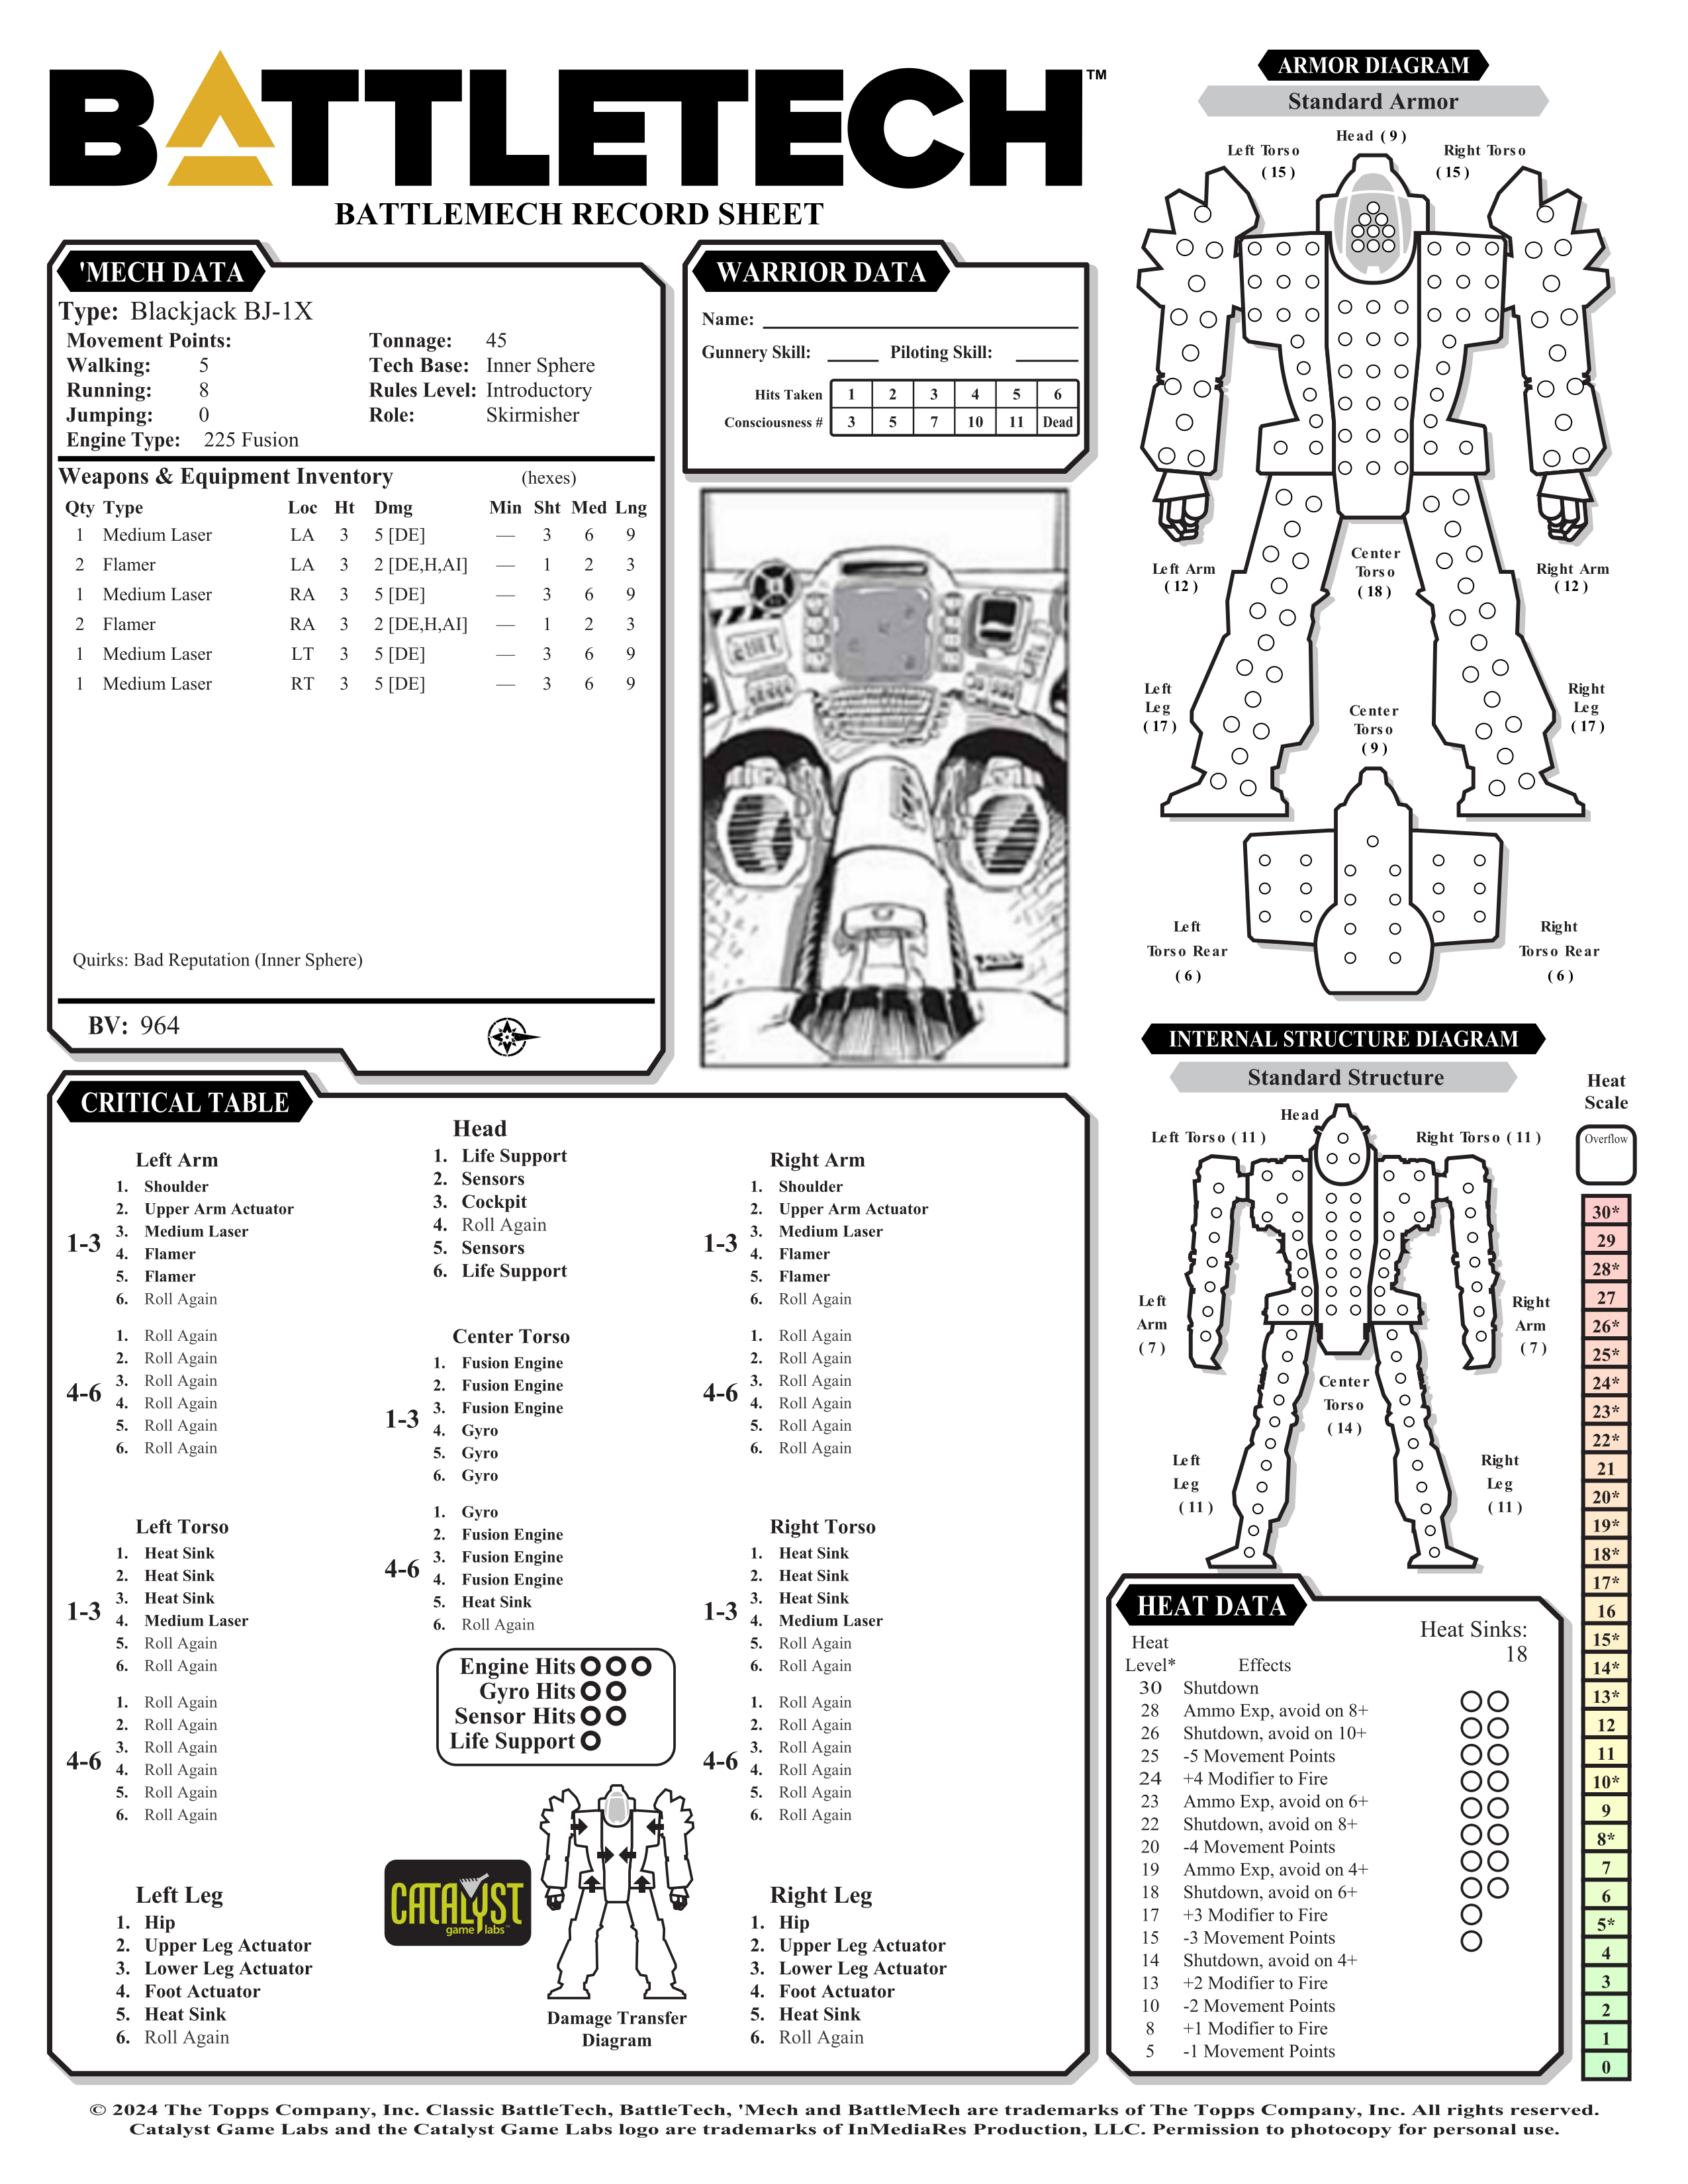 BATTLETECH™
BATTLEMECH RECORD SHEET
'MECH DATA
Type: Blackjack BJ-1X
Movement Points:
Walking: 5
Running: 8
Jumping: 0
Engine Type: 225 Fusion
Tonnage: 45
Tech Base: Inner Sphere
Rules Level: Introductory
Role: Skirmisher
Weapons & Equipment Inventory (hexes)
Qty Type Loc Ht Dmg Min Sht Med Lng
1 Medium Laser LA 3 5 [DE] — 3 6 9
2 Flamer LA 3 2 [DE,H,AI] — 1 2 3
1 Medium Laser RA 3 5 [DE] — 3 6 9
2 Flamer RA 3 2 [DE,H,AI] — 1 2 3
1 Medium Laser LT 3 5 [DE] — 3 6 9
1 Medium Laser RT 3 5 [DE] — 3 6 9
Quirks: Bad Reputation (Inner Sphere)
BV: 964
WARRIOR DATA
Name:
Gunnery Skill: Piloting Skill:
Hits Taken 1 2 3 4 5 6
Consciousness # 3 5 7 10 11 Dead
ARMOR DIAGRAM
Standard Armor
Head ( 9 )
Left Torso
( 15 )
Right Torso
( 15 )
Left Arm
( 12 )
Center
Torso
( 18 )
Right Arm
( 12 )
Left
Leg
( 17 )
Right
Leg
( 17 )
Center
Torso
( 9 )
Left
Torso Rear
( 6 )
Right
Torso Rear
( 6 )
INTERNAL STRUCTURE DIAGRAM
Standard Structure
Head
Left Torso ( 11 )
Right Torso ( 11 )
Left
Arm
( 7 )
Right
Arm
( 7 )
Center
Torso
( 14 )
Left
Leg
( 11 )
Right
Leg
( 11 )
Heat
Scale
Overflow
30*
29
28*
27
26*
25*
24*
23*
22*
21
20*
19*
18*
17*
16
15*
14*
13*
12
11
10*
9
8*
7
6
5*
4
3
2
1
0
CRITICAL TABLE
Left Arm
1-3
1. Shoulder
2. Upper Arm Actuator
3. Medium Laser
4. Flamer
5. Flamer
6. Roll Again
4-6
1. Roll Again
2. Roll Again
3. Roll Again
4. Roll Again
5. Roll Again
6. Roll Again
Left Torso
1-3
1. Heat Sink
2. Heat Sink
3. Heat Sink
4. Medium Laser
5. Roll Again
6. Roll Again
4-6
1. Roll Again
2. Roll Again
3. Roll Again
4. Roll Again
5. Roll Again
6. Roll Again
Left Leg
1. Hip
2. Upper Leg Actuator
3. Lower Leg Actuator
4. Foot Actuator
5. Heat Sink
6. Roll Again
Head
1. Life Support
2. Sensors
3. Cockpit
4. Roll Again
5. Sensors
6. Life Support
Center Torso
1-3
1. Fusion Engine
2. Fusion Engine
3. Fusion Engine
4. Gyro
5. Gyro
6. Gyro
4-6
1. Gyro
2. Fusion Engine
3. Fusion Engine
4. Fusion Engine
5. Heat Sink
6. Roll Again
Engine Hits
Gyro Hits
Sensor Hits
Life Support
CATALYST
game labs™
Damage Transfer
Diagram
Right Arm
1-3
1. Shoulder
2. Upper Arm Actuator
3. Medium Laser
4. Flamer
5. Flamer
6. Roll Again
4-6
1. Roll Again
2. Roll Again
3. Roll Again
4. Roll Again
5. Roll Again
6. Roll Again
Right Torso
1-3
1. Heat Sink
2. Heat Sink
3. Heat Sink
4. Medium Laser
5. Roll Again
6. Roll Again
4-6
1. Roll Again
2. Roll Again
3. Roll Again
4. Roll Again
5. Roll Again
6. Roll Again
Right Leg
1. Hip
2. Upper Leg Actuator
3. Lower Leg Actuator
4. Foot Actuator
5. Heat Sink
6. Roll Again
HEAT DATA
Heat Sinks:
18
Heat
Level* Effects
30 Shutdown
28 Ammo Exp, avoid on 8+
26 Shutdown, avoid on 10+
25 -5 Movement Points
24 +4 Modifier to Fire
23 Ammo Exp, avoid on 6+
22 Shutdown, avoid on 8+
20 -4 Movement Points
19 Ammo Exp, avoid on 4+
18 Shutdown, avoid on 6+
17 +3 Modifier to Fire
15 -3 Movement Points
14 Shutdown, avoid on 4+
13 +2 Modifier to Fire
10 -2 Movement Points
8 +1 Modifier to Fire
5 -1 Movement Points
© 2024 The Topps Company, Inc. Classic BattleTech, BattleTech, 'Mech and BattleMech are trademarks of The Topps Company, Inc. All rights reserved.
Catalyst Game Labs and the Catalyst Game Labs logo are trademarks of InMediaRes Production, LLC. Permission to photocopy for personal use.